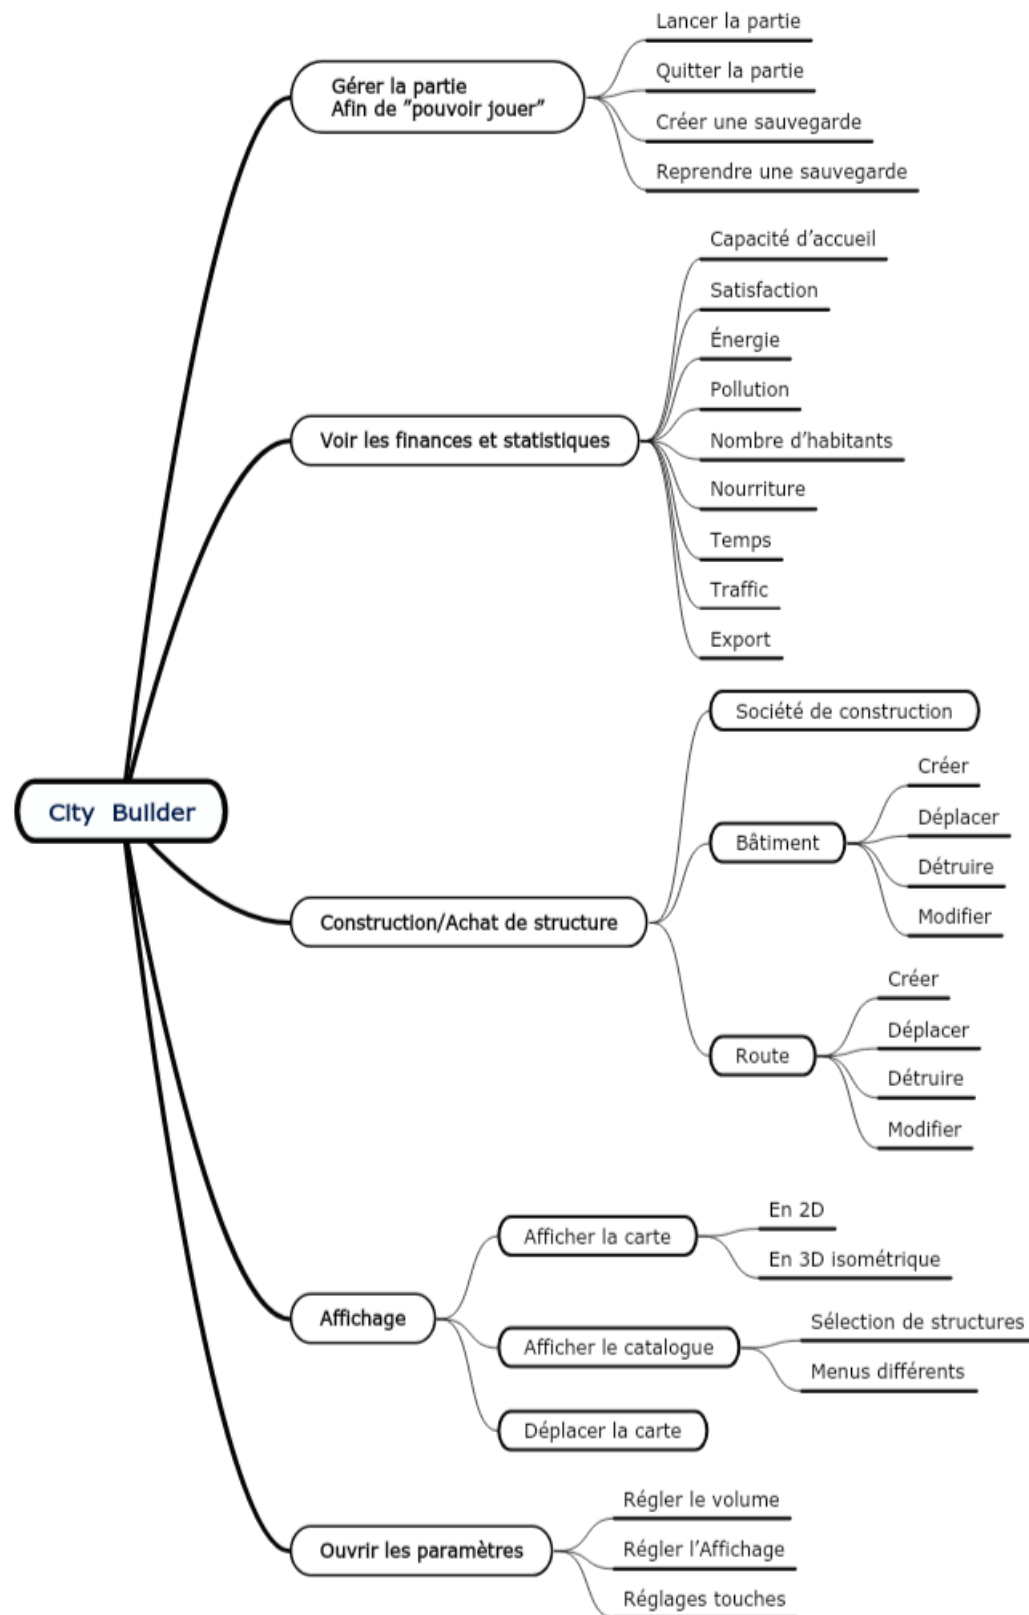 Lancer la partie
Quitter la partie
Créer une sauvegarde
Reprendre une sauvegarde
Gérer la partie
Afin de "pouvoir jouer"
Capacité d'accueil
Satisfaction
Énergie
Pollution
Nombre d'habitants
Nourriture
Temps
Traffic
Export
Voir les finances et statistiques
City Builder
Construction/Achat de structure
Société de construction
Bâtiment
Créer
Déplacer
Détruire
Modifier
Route
Créer
Déplacer
Détruire
Modifier
Affichage
Afficher la carte
En 2D
En 3D isométrique
Afficher le catalogue
Sélection de structures
Menus différents
Déplacer la carte
Ouvrir les paramètres
Régler le volume
Régler l'Affichage
Réglages touches